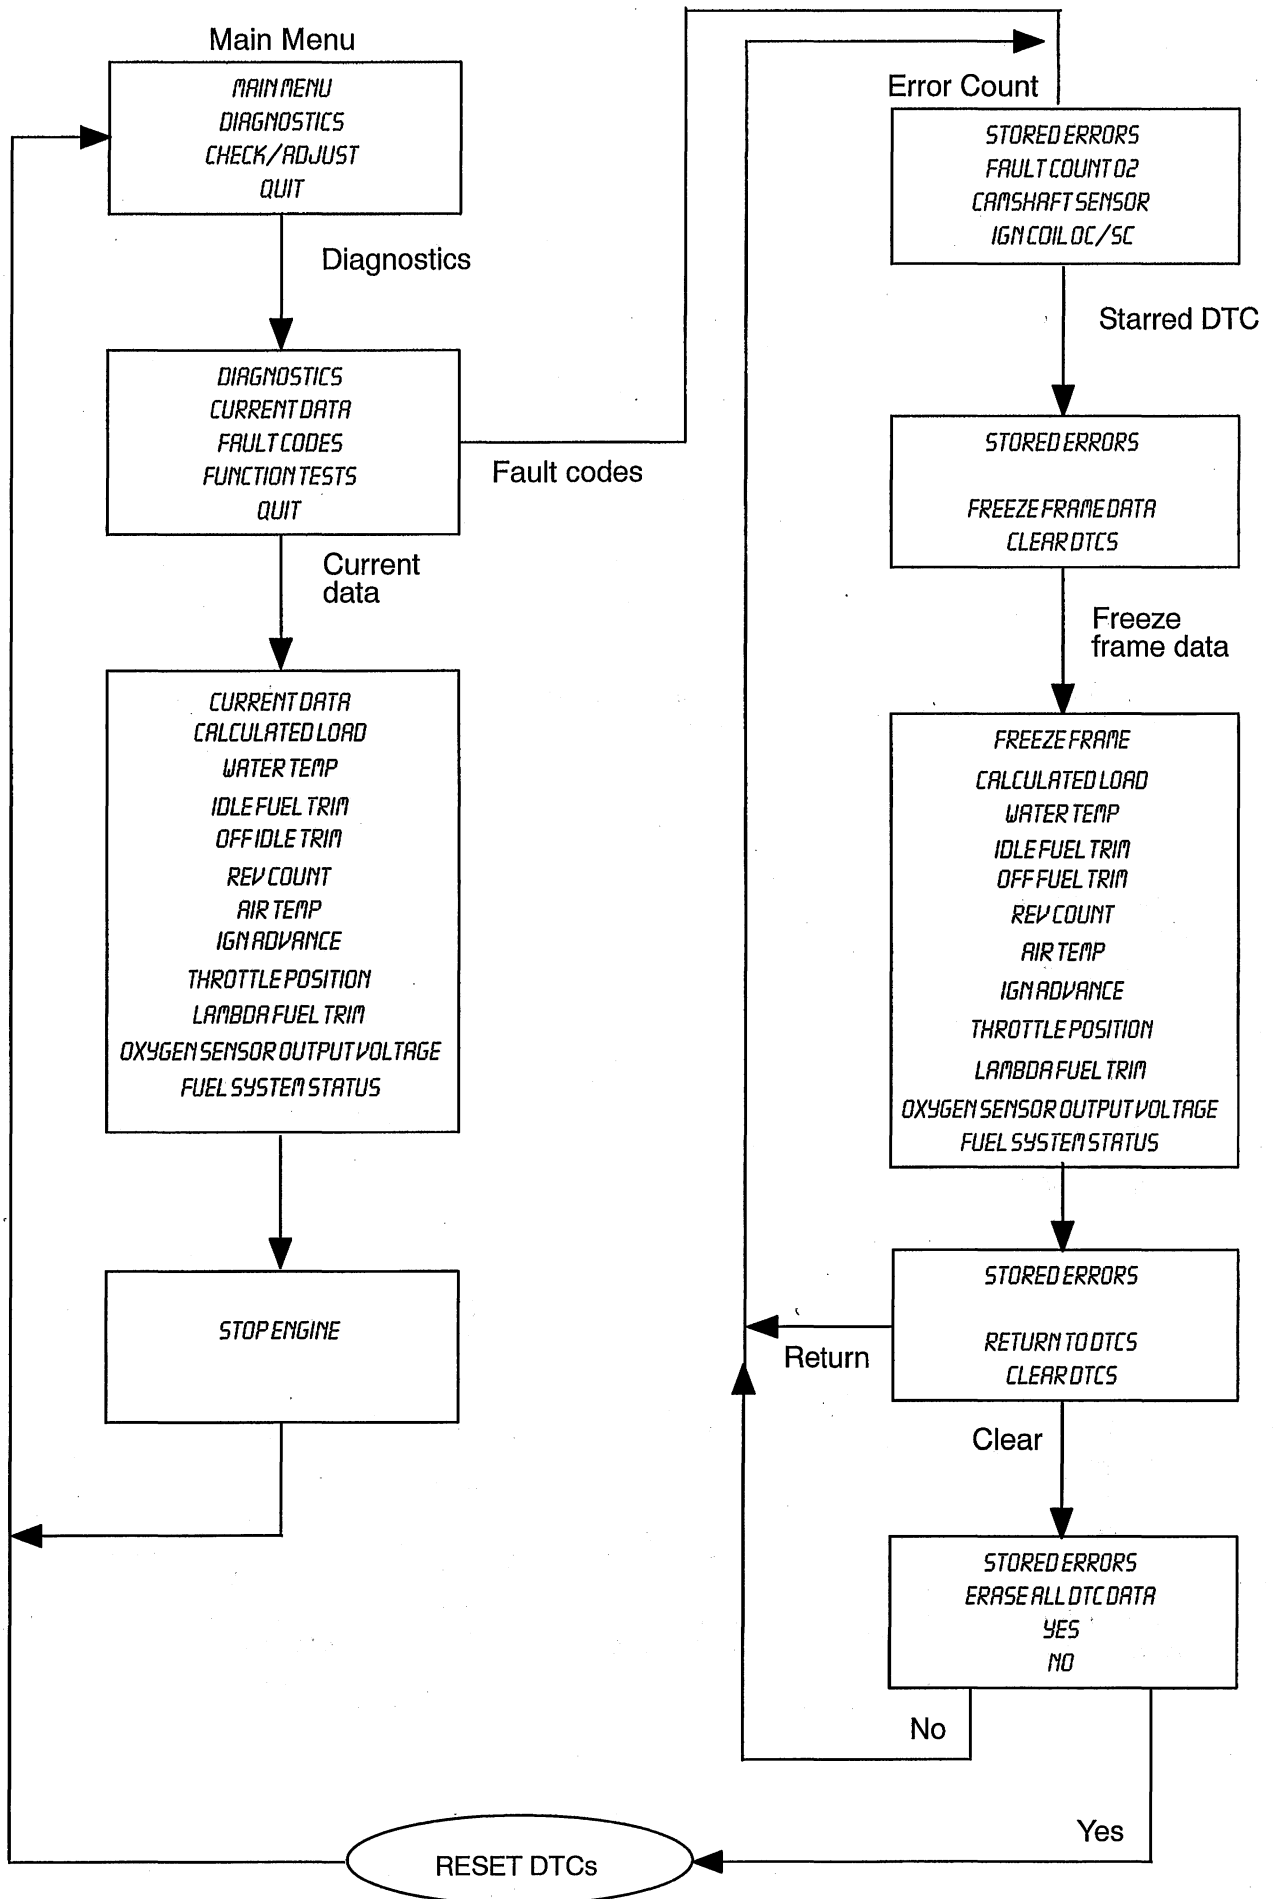 Main Menu
MAIN MENU
DIAGNOSTICS
CHECK/ADJUST
QUIT
Diagnostics
DIAGNOSTICS
CURRENT DATA
FAULT CODES
FUNCTION TESTS
QUIT
Fault codes
Current
data
CURRENT DATA
CALCULATED LOAD
WATER TEMP
IDLE FUEL TRIM
OFF IDLE TRIM
REV COUNT
AIR TEMP
IGN ADVANCE
THROTTLE POSITION
LAMBDA FUEL TRIM
OXYGEN SENSOR OUTPUT VOLTAGE
FUEL SYSTEM STATUS
STOP ENGINE
Error Count
STORED ERRORS
FAULT COUNT 02
CAMSHAFT SENSOR
IGN COIL OC/SC
Starred DTC
STORED ERRORS
FREEZE FRAME DATA
CLEAR DTCS
Freeze
frame data
FREEZE FRAME
CALCULATED LOAD
WATER TEMP
IDLE FUEL TRIM
OFF FUEL TRIM
REV COUNT
AIR TEMP
IGN ADVANCE
THROTTLE POSITION
LAMBDA FUEL TRIM
OXYGEN SENSOR OUTPUT VOLTAGE
FUEL SYSTEM STATUS
STORED ERRORS
RETURN TO DTCS
CLEAR DTCS
Return
Clear
STORED ERRORS
ERASE ALL DTC DATA
YES
NO
No
Yes
RESET DTCs